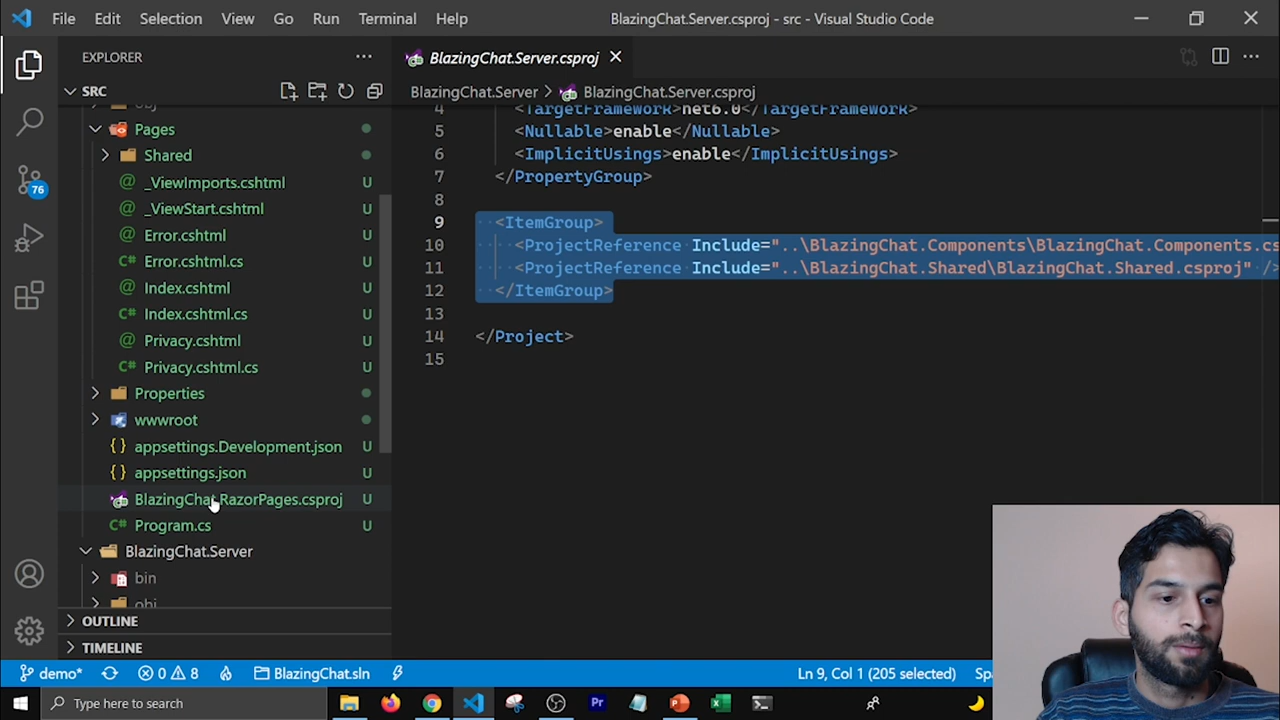 File Edit Selection View Go Run Terminal Help BlazingChat.Server.csproj - src - Visual Studio Code
EXPLORER
BlazingChat.Server.csproj
SRC
BlazingChat.Server > BlazingChat.Server.csproj
obj
Pages
Shared
_ViewImports.cshtml U
_ViewStart.cshtml U
Error.cshtml U
C# Error.cshtml.cs U
Index.cshtml U
C# Index.cshtml.cs U
Privacy.cshtml U
C# Privacy.cshtml.cs U
Properties
wwwroot
{} appsettings.Development.json U
{} appsettings.json U
BlazingChat.RazorPages.csproj U
C# Program.cs U
BlazingChat.Server
bin
obj
OUTLINE
TIMELINE
76
4 <TargetFramework>net6.0</TargetFramework>
5 <Nullable>enable</Nullable>
6 <ImplicitUsings>enable</ImplicitUsings>
7 </PropertyGroup>
8
9 <ItemGroup>
10 <ProjectReference Include="..\BlazingChat.Components\BlazingChat.Components.cs
11 <ProjectReference Include="..\BlazingChat.Shared\BlazingChat.Shared.csproj" />
12 </ItemGroup>
13
14 </Project>
15
demo* 0 8 BlazingChat.sln Ln 9, Col 1 (205 selected)
Type here to search